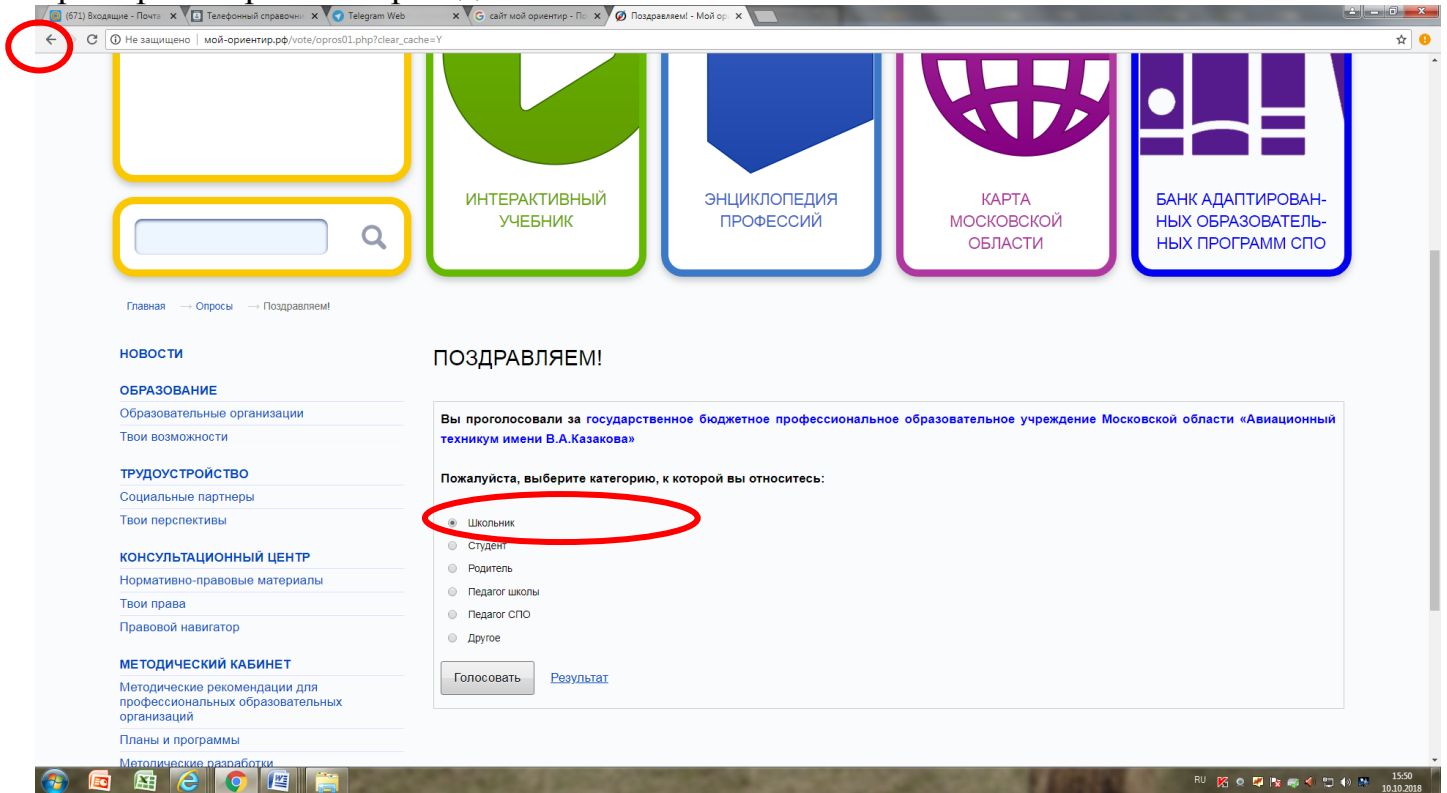 (671) Входящие - Почта
Телефонный справочни
Telegram Web
сайт мой ориентир - По
Поздравляем! - Мой ор
Не защищено | мой-ориентир.рф/vote/opros01.php?clear_cache=Y
ИНТЕРАКТИВНЫЙ
УЧЕБНИК
ЭНЦИКЛОПЕДИЯ
ПРОФЕССИЙ
КАРТА
МОСКОВСКОЙ
ОБЛАСТИ
БАНК АДАПТИРОВАН-
НЫХ ОБРАЗОВАТЕЛЬ-
НЫХ ПРОГРАММ СПО
Главная → Опросы → Поздравляем!
НОВОСТИ
ОБРАЗОВАНИЕ
Образовательные организации
Твои возможности
ТРУДОУСТРОЙСТВО
Социальные партнеры
Твои перспективы
КОНСУЛЬТАЦИОННЫЙ ЦЕНТР
Нормативно-правовые материалы
Твои права
Правовой навигатор
МЕТОДИЧЕСКИЙ КАБИНЕТ
Методические рекомендации для
профессиональных образовательных
организаций
Планы и программы
Методические разработки
ПОЗДРАВЛЯЕМ!
Вы проголосовали за государственное бюджетное профессиональное образовательное учреждение Московской области «Авиационный
техникум имени В.А.Казакова»
Пожалуйста, выберите категорию, к которой вы относитесь:
Школьник
Студент
Родитель
Педагог школы
Педагог СПО
Другое
Голосовать Результат
RU
15:50
10.10.2018